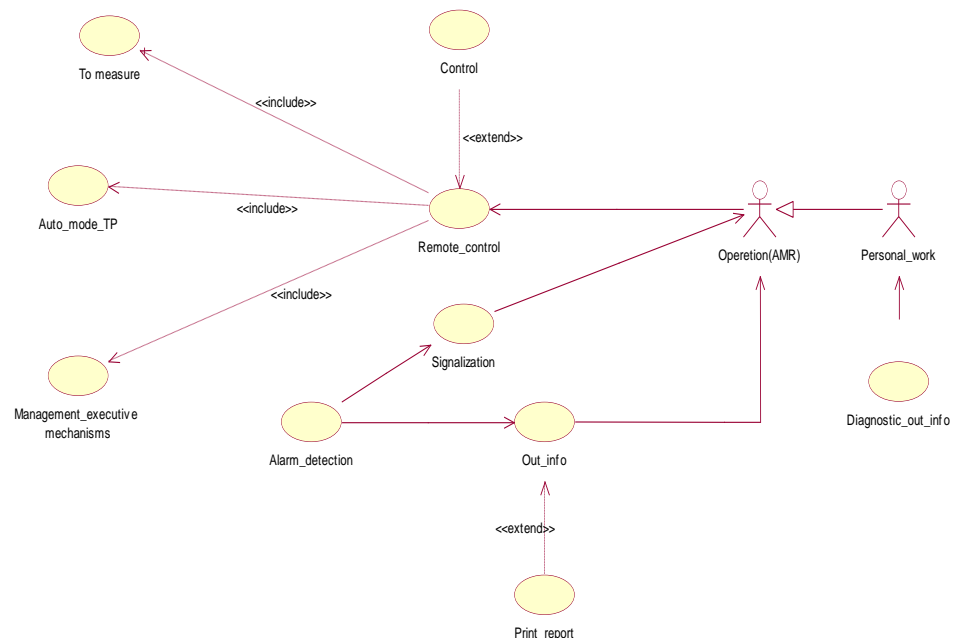 To measure
Control
<<include>>
<<extend>>
Auto_mode_TP
<<include>>
Remote_control
Operetion(AMR)
Personal_work
<<include>>
Signalization
Management_executive
mechanisms
Alarm_detection
Out_info
Diagnostic_out_info
<<extend>>
Print_report